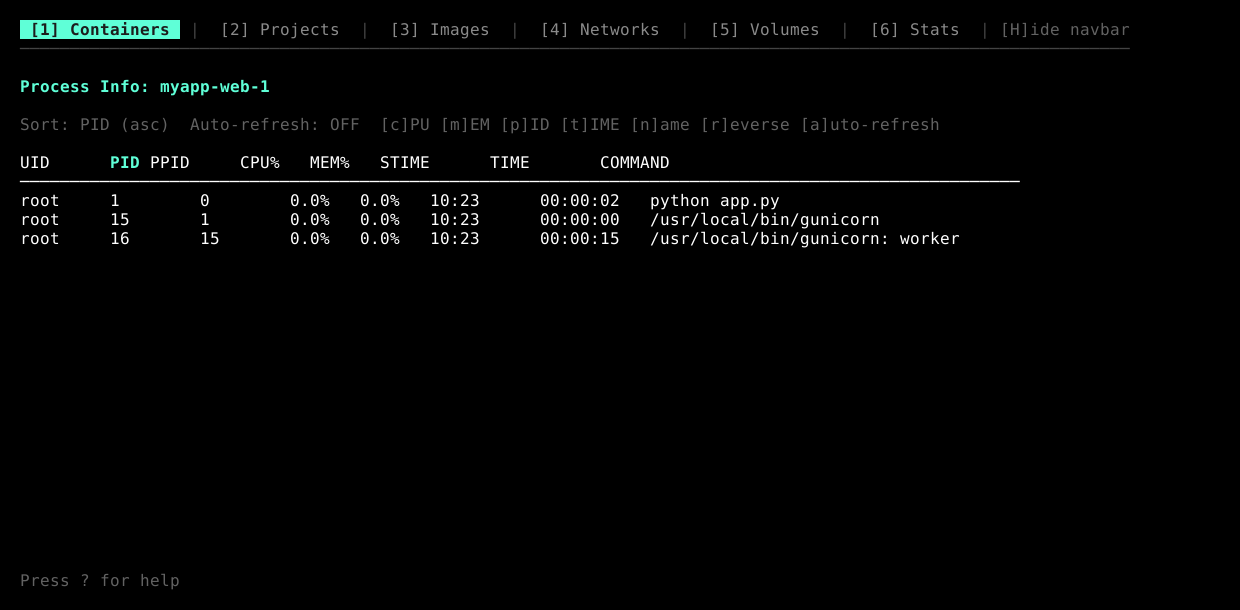 [1] Containers | [2] Projects | [3] Images | [4] Networks | [5] Volumes | [6] Stats | [H]ide navbar
Process Info: myapp-web-1
Sort: PID (asc)  Auto-refresh: OFF  [c]PU [m]EM [p]ID [t]IME [n]ame [r]everse [a]uto-refresh
UID      PID PPID     CPU%   MEM%   STIME      TIME       COMMAND
root     1        0        0.0%   0.0%   10:23      00:00:02   python app.py
root     15       1        0.0%   0.0%   10:23      00:00:00   /usr/local/bin/gunicorn
root     16       15       0.0%   0.0%   10:23      00:00:15   /usr/local/bin/gunicorn: worker
Press ? for help